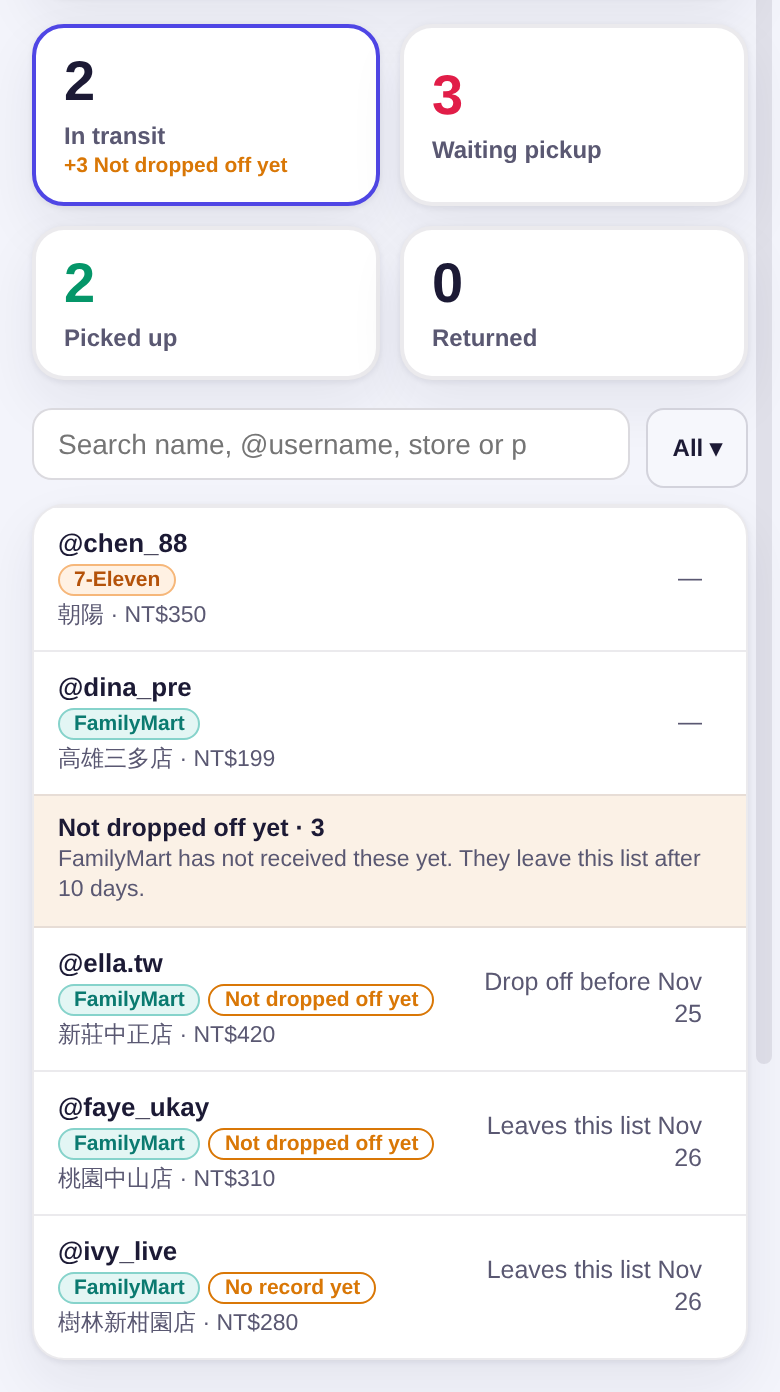 2
In transit
+3 Not dropped off yet
3
Waiting pickup
2
Picked up
0
Returned
Search name, @username, store or p
All ▾
@chen_88
7-Eleven
朝陽 · NT$350
—
@dina_pre
FamilyMart
高雄三多店 · NT$199
—
Not dropped off yet · 3
FamilyMart has not received these yet. They leave this list after
10 days.
@ella.tw
FamilyMart
Not dropped off yet
新莊中正店 · NT$420
Drop off before Nov
25
@faye_ukay
FamilyMart
Not dropped off yet
桃園中山店 · NT$310
Leaves this list Nov
26
@ivy_live
FamilyMart
No record yet
樹林新柑園店 · NT$280
Leaves this list Nov
26